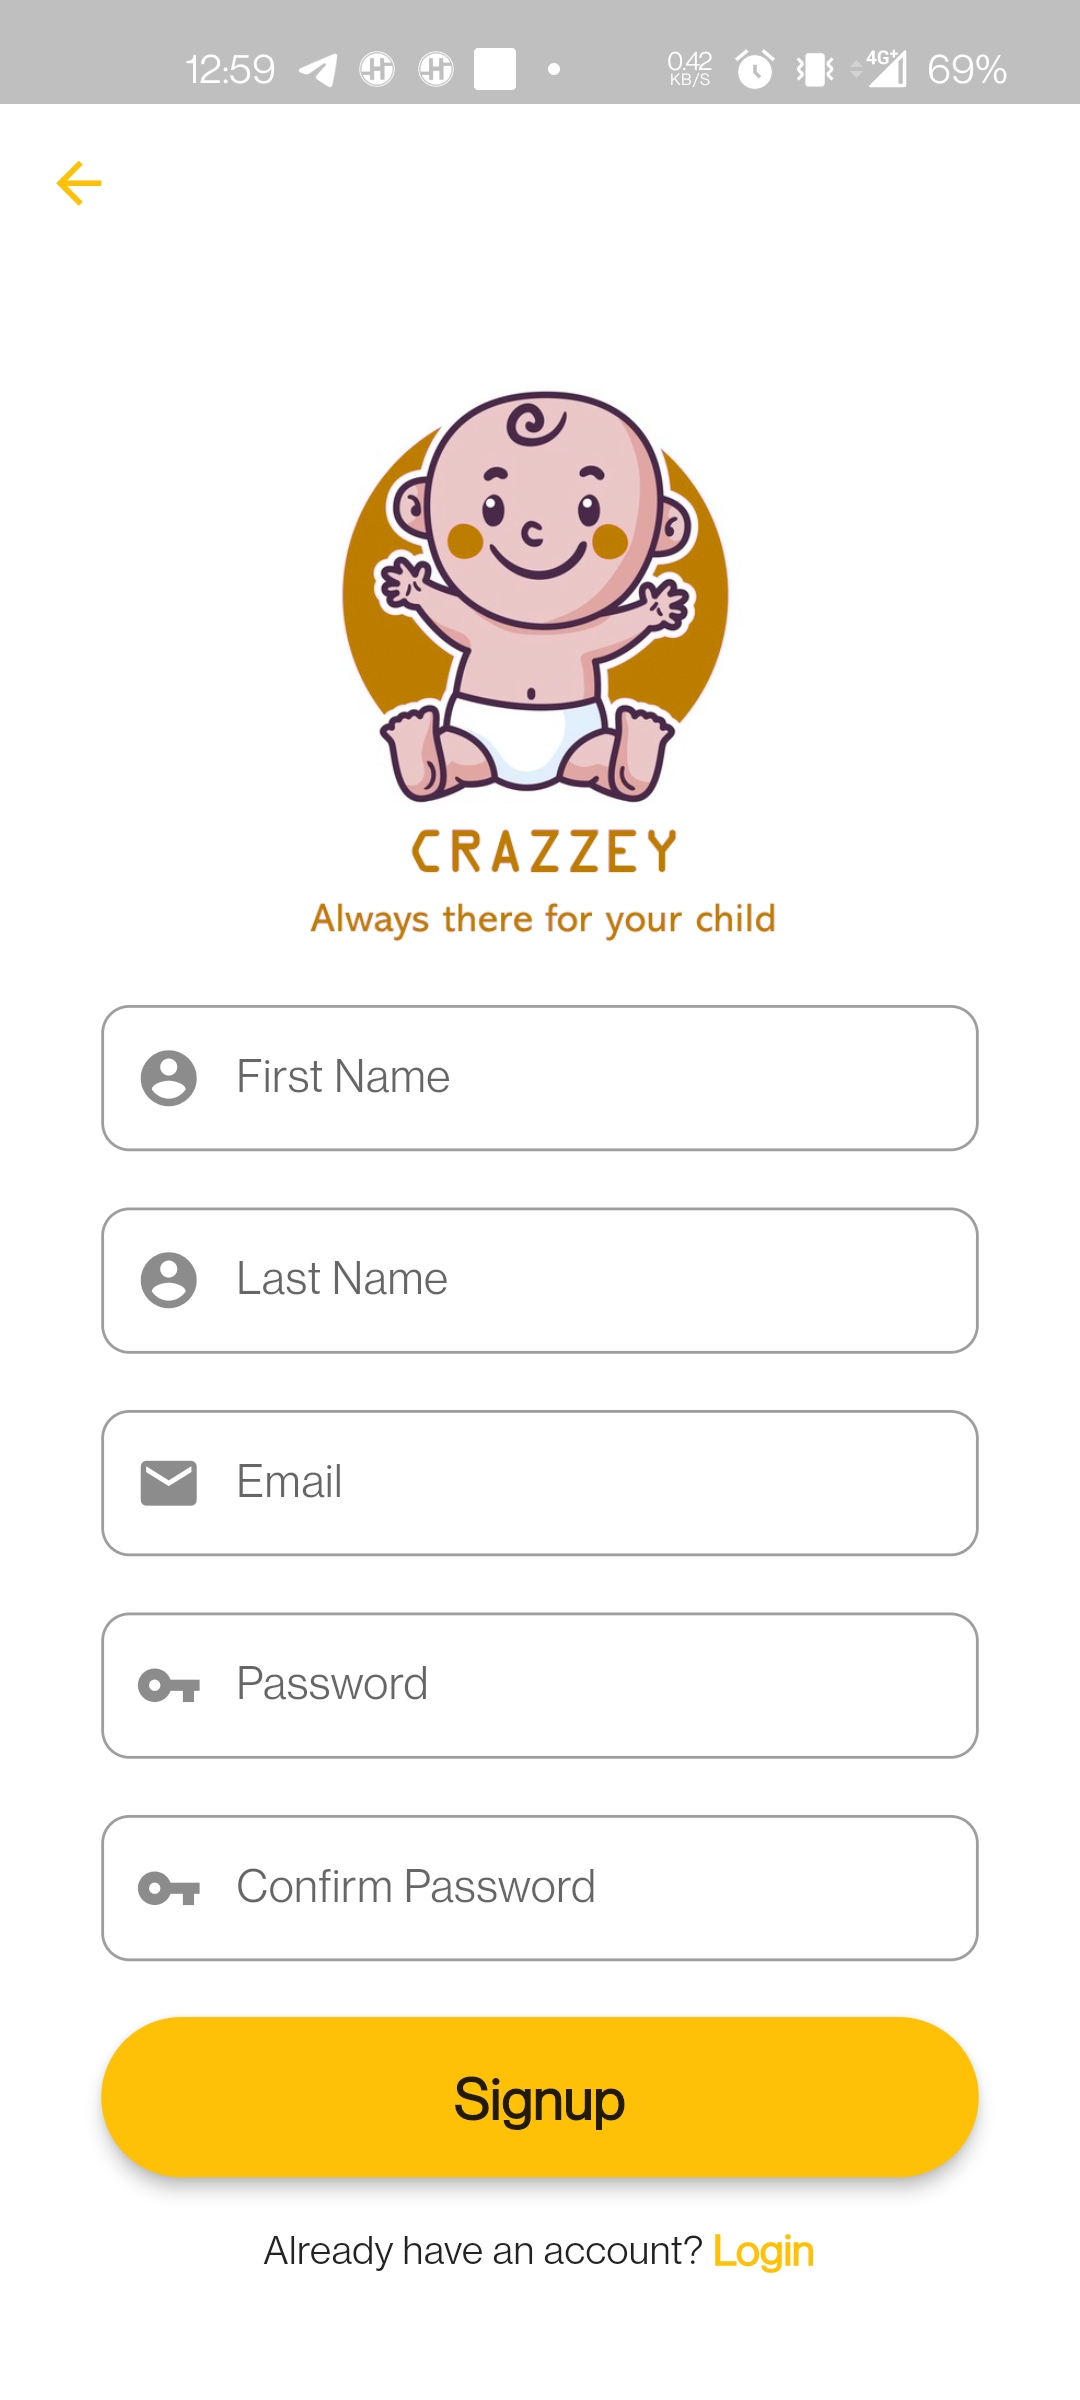 12:59 0.42 KB/S 4G+ 69%
CRAZZEY
Always there for your child
First Name
Last Name
Email
Password
Confirm Password
Signup
Already have an account? Login